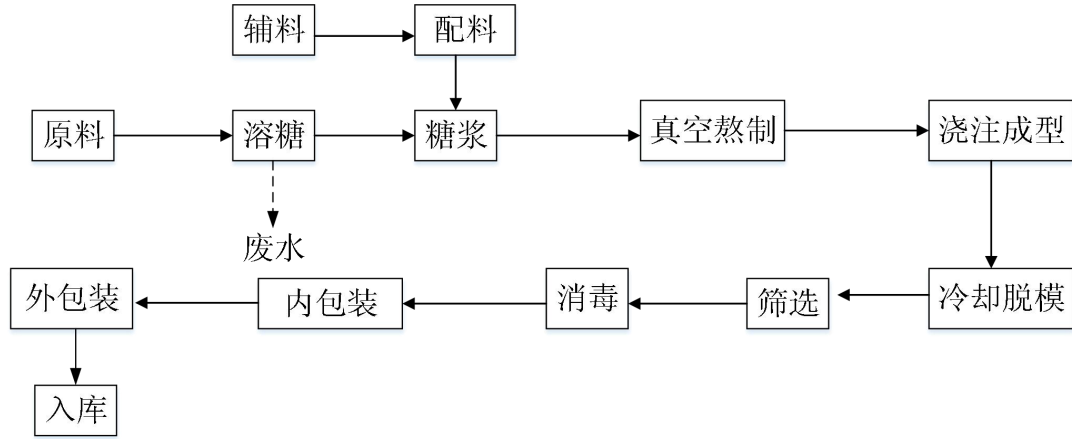 辅料
配料
原料
溶糖
糖浆
真空熬制
浇注成型
废水
外包装
内包装
消毒
筛选
冷却脱模
入库